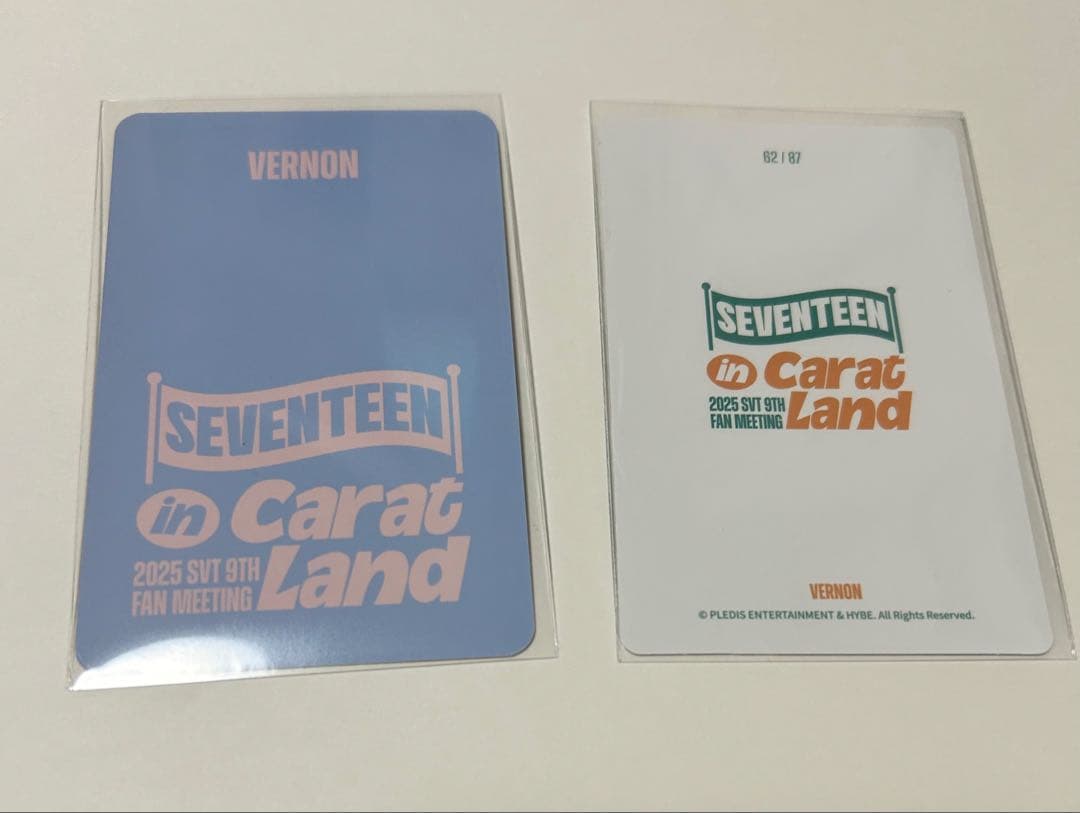 VERNON
SEVENTEEN
in Carat
2025 SVT 9TH
FAN MEETING
Land
62 / 87
SEVENTEEN
in Carat
2025 SVT 9TH
FAN MEETING
Land
VERNON
© PLEDIS ENTERTAINMENT & HYBE. All Rights Reserved.